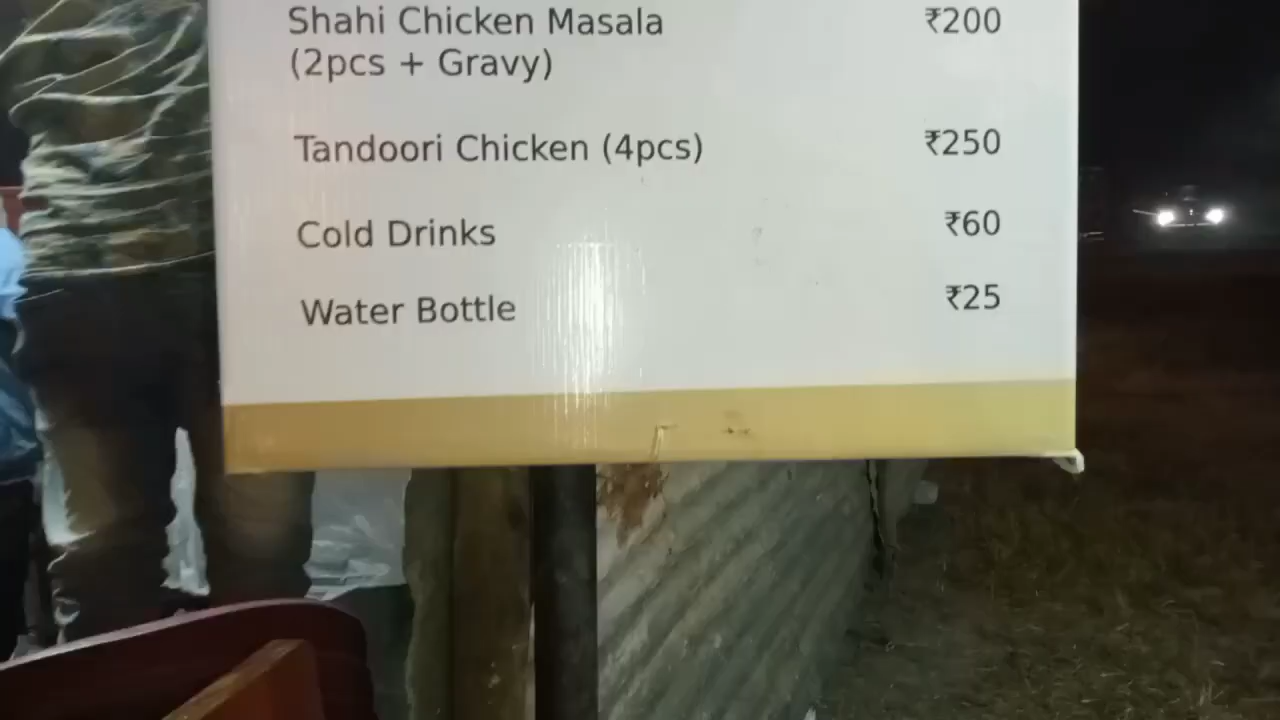 Shahi Chicken Masala ₹200
(2pcs + Gravy)
Tandoori Chicken (4pcs) ₹250
Cold Drinks ₹60
Water Bottle ₹25